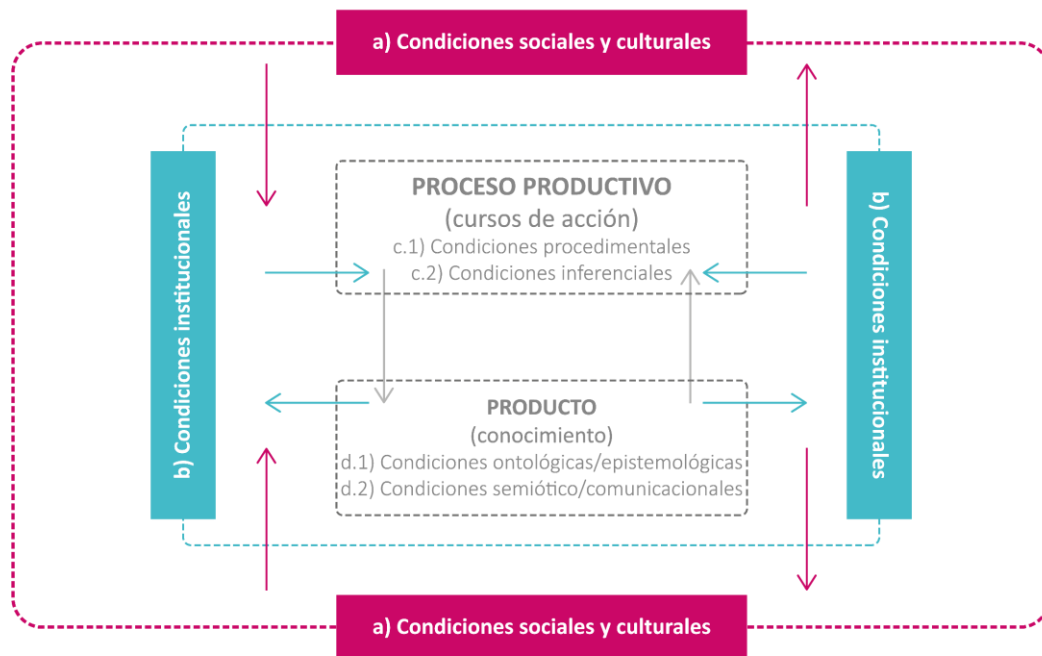 a) Condiciones sociales y culturales
b) Condiciones institucionales
PROCESO PRODUCTIVO
(cursos de acción)
c.1) Condiciones procedimentales
c.2) Condiciones inferenciales
b) Condiciones institucionales
PRODUCTO
(conocimiento)
d.1) Condiciones ontológicas/epistemológicas
d.2) Condiciones semiótico/comunicacionales
a) Condiciones sociales y culturales